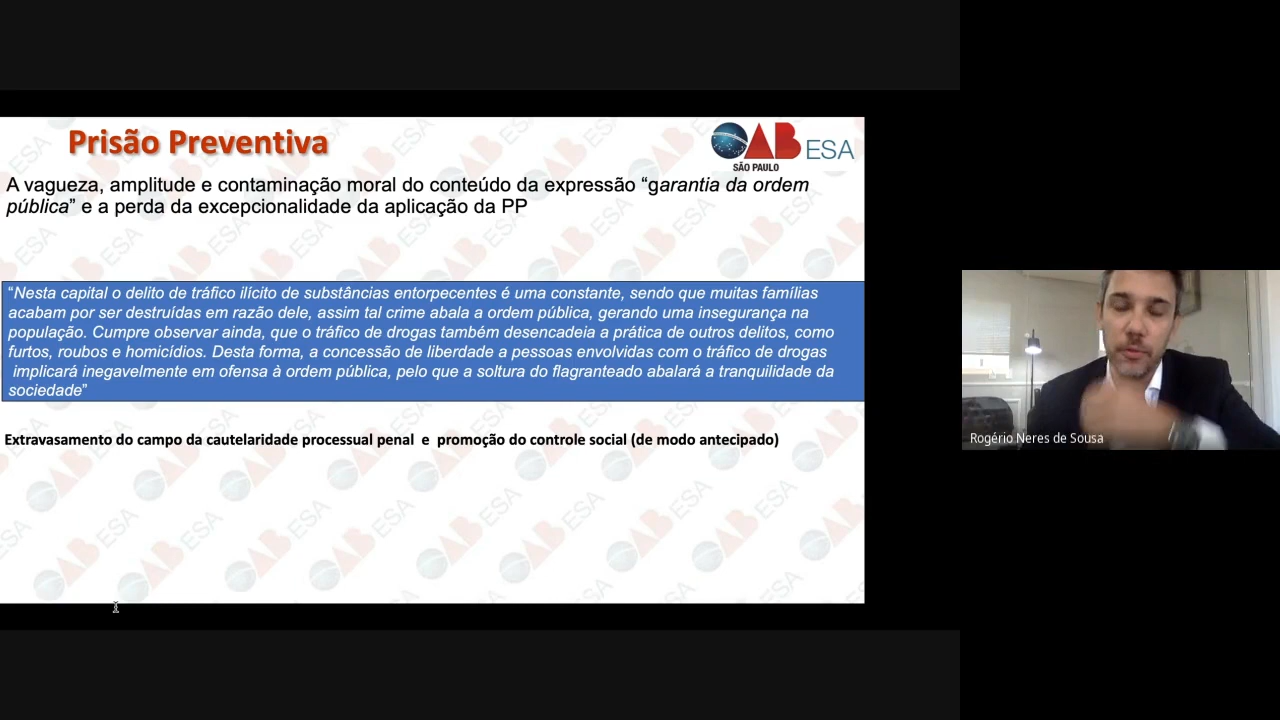 Prisão Preventiva
OAB ESA
SÃO PAULO
A vagueza, amplitude e contaminação moral do conteúdo da expressão “garantia da ordem
pública” e a perda da excepcionalidade da aplicação da PP
“Nesta capital o delito de tráfico ilícito de substâncias entorpecentes é uma constante, sendo que muitas famílias
acabam por ser destruídas em razão dele, assim tal crime abala a ordem pública, gerando uma insegurança na
população. Cumpre observar ainda, que o tráfico de drogas também desencadeia a prática de outros delitos, como
furtos, roubos e homicídios. Desta forma, a concessão de liberdade a pessoas envolvidas com o tráfico de drogas
implicará inegavelmente em ofensa à ordem pública, pelo que a soltura do flagranteado abalará a tranquilidade da
sociedade”
Extravasamento do campo da cautelaridade processual penal e promoção do controle social (de modo antecipado)
Rogério Neres de Sousa